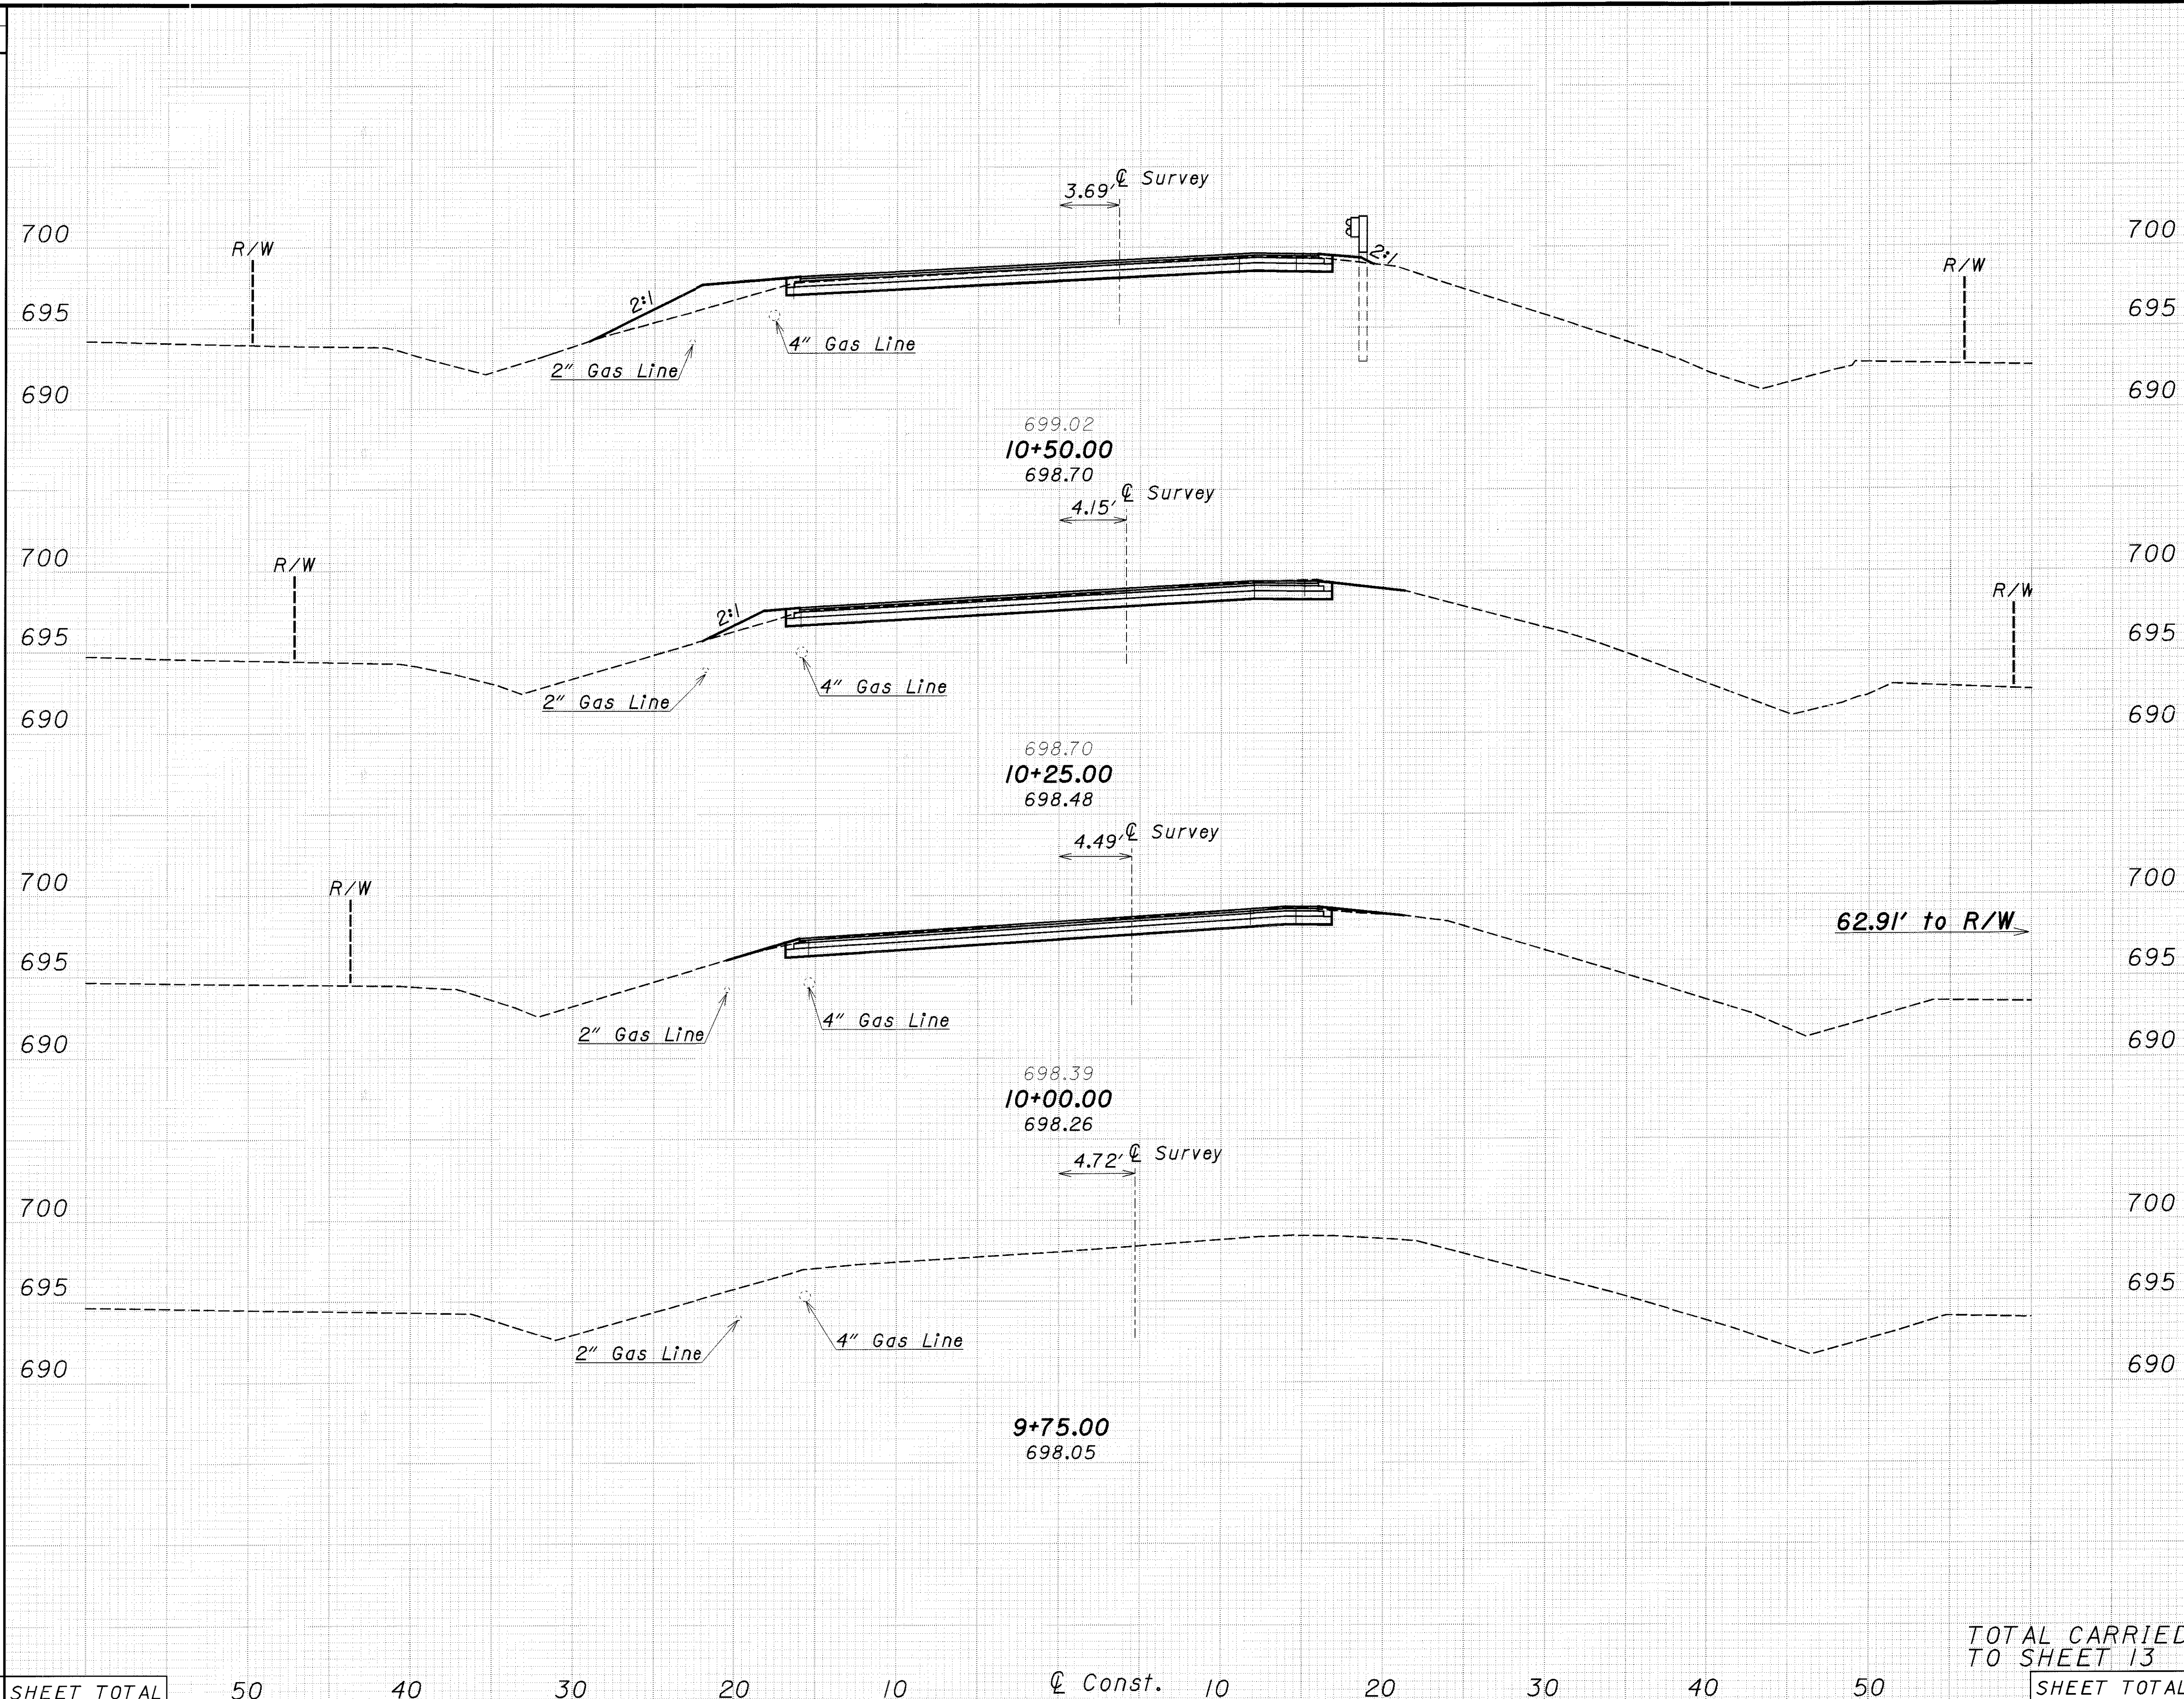 ℄ Survey
3.69'
700
700
R/W
2:1
R/W
2:1
695
695
4" Gas Line
2" Gas Line
690
690
699.02
10+50.00
698.70
℄ Survey
4.15'
700
700
R/W
R/W
2:1
695
695
4" Gas Line
2" Gas Line
690
690
698.70
10+25.00
698.48
℄ Survey
4.49'
700
700
R/W
62.91' to R/W
695
695
4" Gas Line
2" Gas Line
690
690
698.39
10+00.00
698.26
℄ Survey
4.72'
700
700
695
695
4" Gas Line
2" Gas Line
690
690
9+75.00
698.05
TOTAL CARRIED
TO SHEET 13
SHEET TOTAL 50 40 30 20 10 ℄ Const. 10 20 30 40 50 SHEET TOTAL